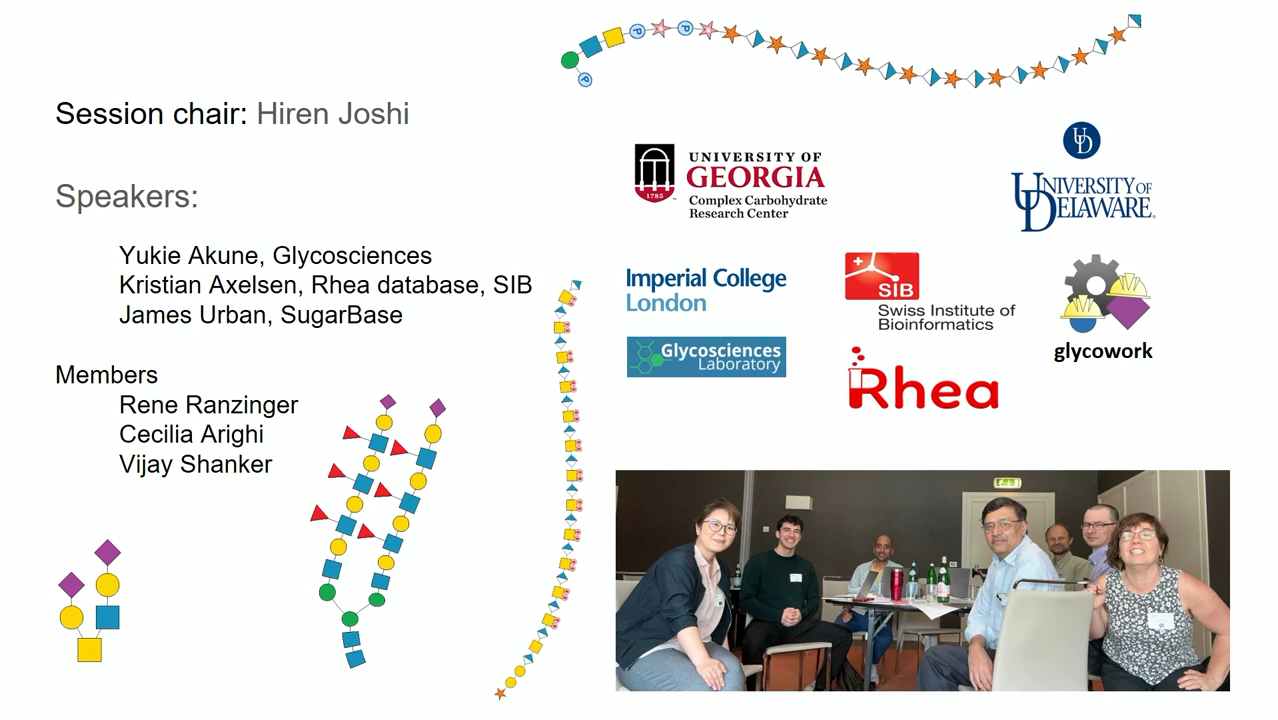 Session chair: Hiren Joshi
Speakers:
Yukie Akune, Glycosciences
Kristian Axelsen, Rhea database, SIB
James Urban, SugarBase
Members
Rene Ranzinger
Cecilia Arighi
Vijay Shanker
P
P
P
UNIVERSITY OF
GEORGIA
1785
Complex Carbohydrate
Research Center
UD
UNIVERSITY OF
DELAWARE
Imperial College
London
SIB
Swiss Institute of
Bioinformatics
glycowork
Glycosciences
Laboratory
Rhea